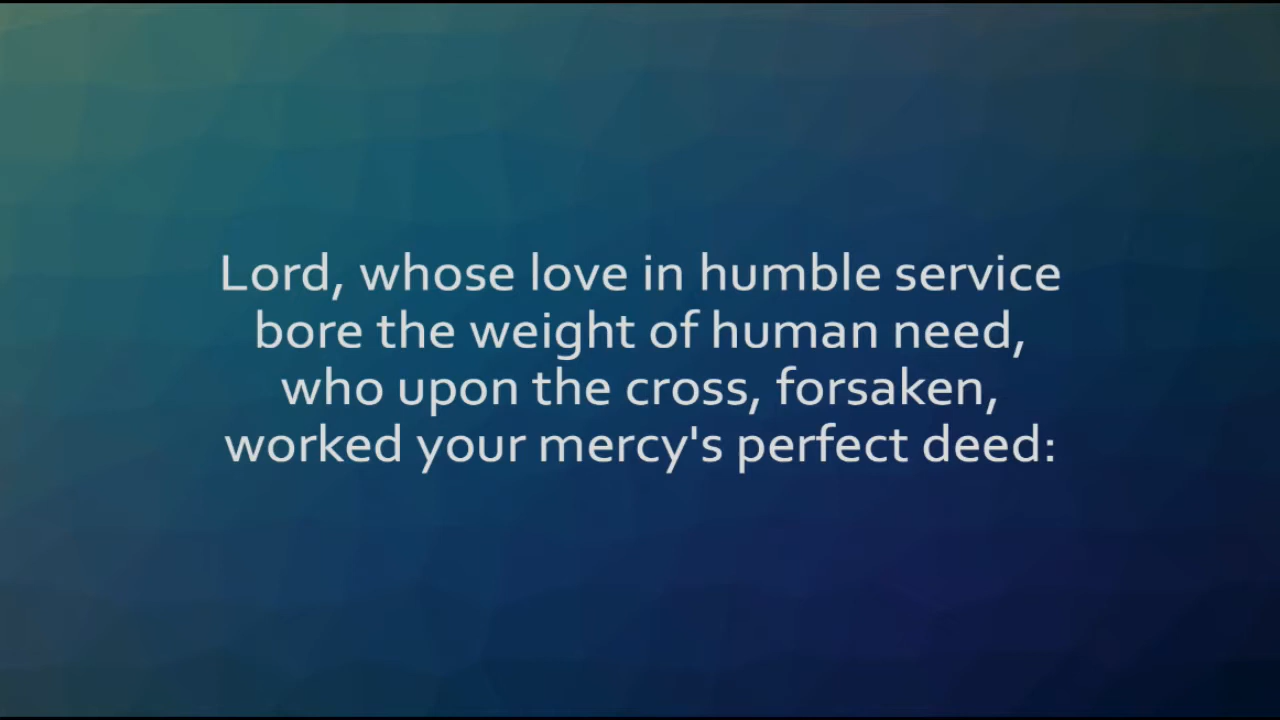 Lord, whose love in humble service
bore the weight of human need,
who upon the cross, forsaken,
worked your mercy's perfect deed: